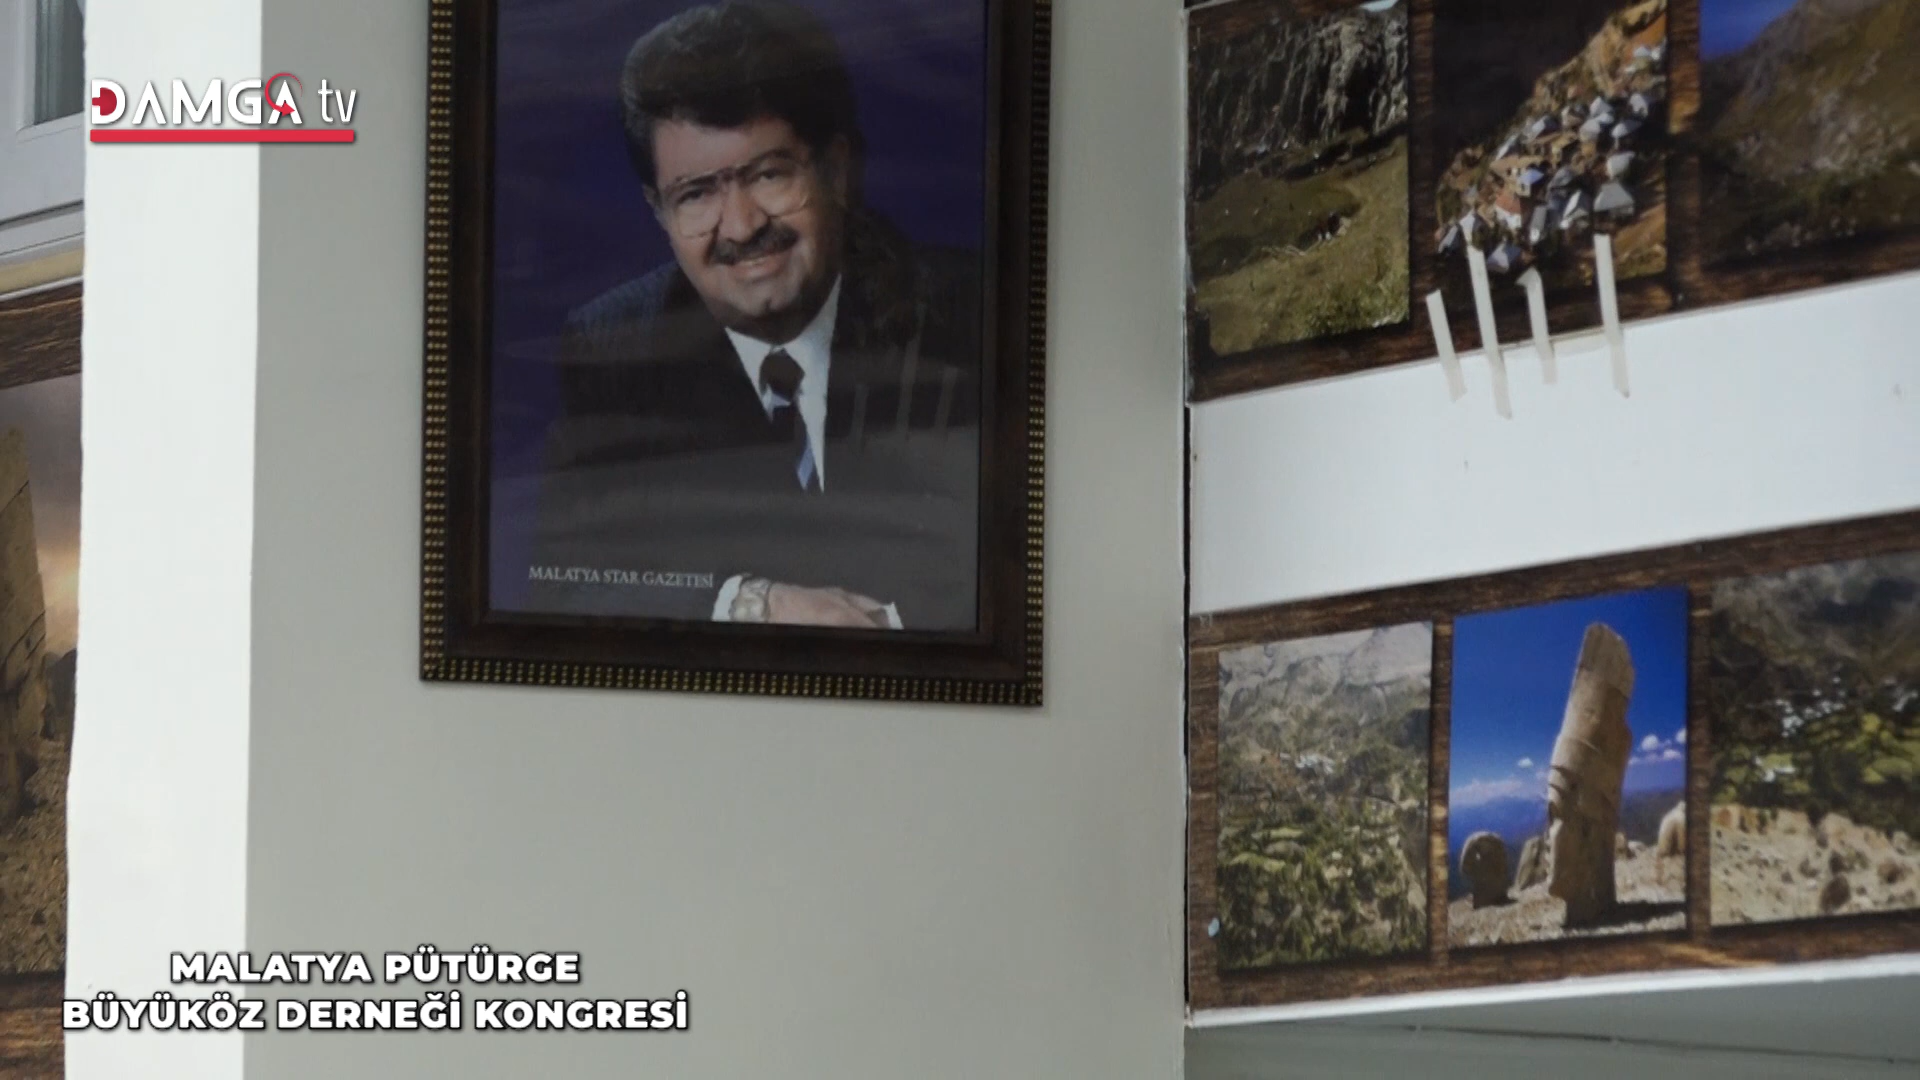 DAMGA tv
MALATYA STAR GAZETESİ
MALATYA PÜTÜRGE
BÜYÜKÖZ DERNEĞİ KONGRESİ